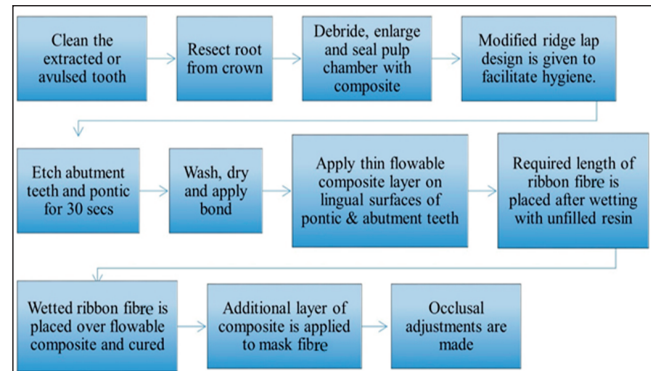 Clean the
extracted or
avulsed tooth
Resect root
from crown
Debride, enlarge
and seal pulp
chamber with
composite
Modified ridge lap
design is given to
facilitate hygiene.
Etch abutment
teeth and pontic
for 30 secs
Wash, dry
and apply
bond
Apply thin flowable
composite layer on
lingual surfaces of
pontic & abutment teeth
Required length of
ribbon fibre is
placed after wetting
with unfilled resin
Wetted ribbon fibre is
placed over flowable
composite and cured
Additional layer of
composite is applied
to mask fibre
Occlusal
adjustments are
made